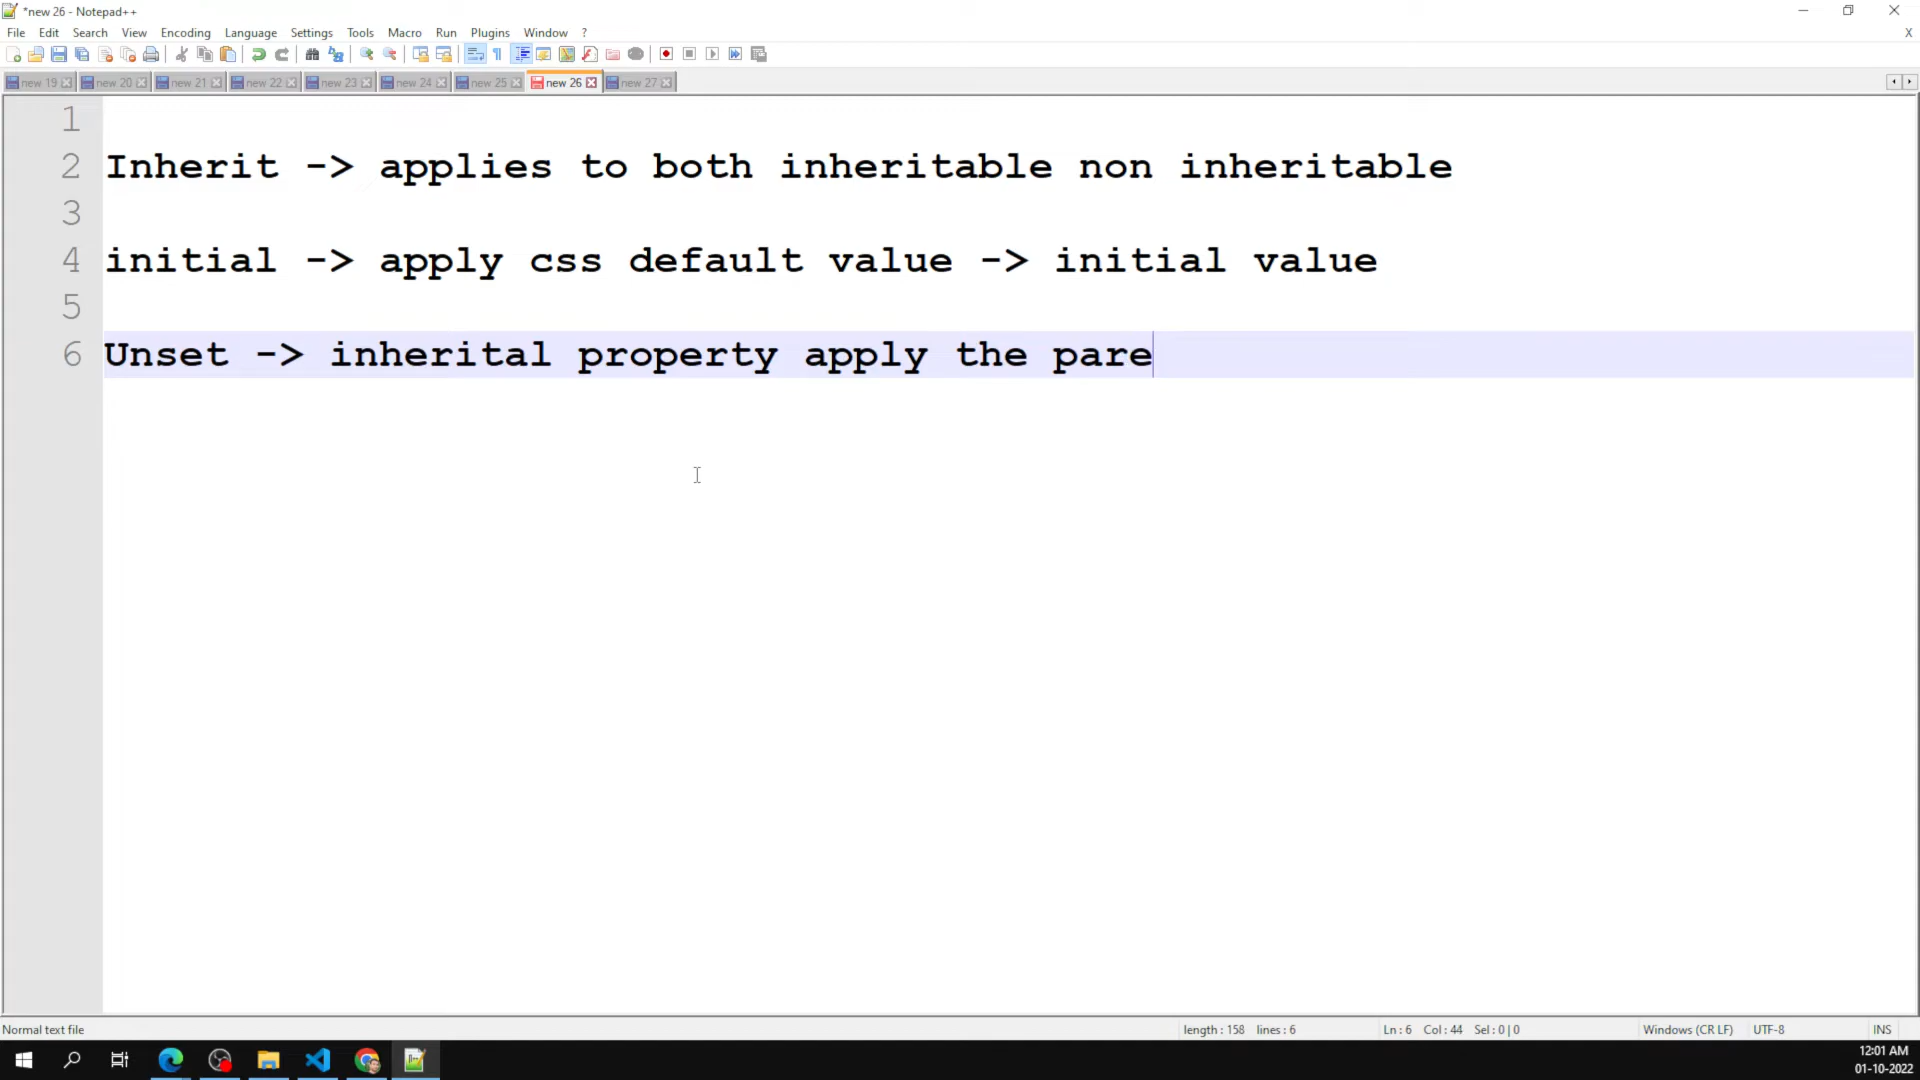 *new 26 - Notepad++
File Edit Search View Encoding Language Settings Tools Macro Run Plugins Window ? X
new 19 new 20 new 21 new 22 new 23 new 24 new 25 new 26 new 27
1
2 Inherit -> applies to both inheritable non inheritable
3
4 initial -> apply css default value -> initial value
5
6 Unset -> inherital property apply the pare
Normal text file length : 158 lines : 6 Ln : 6 Col : 44 Sel : 0 | 0 Windows (CR LF) UTF-8 INS
12:01 AM
01-10-2022